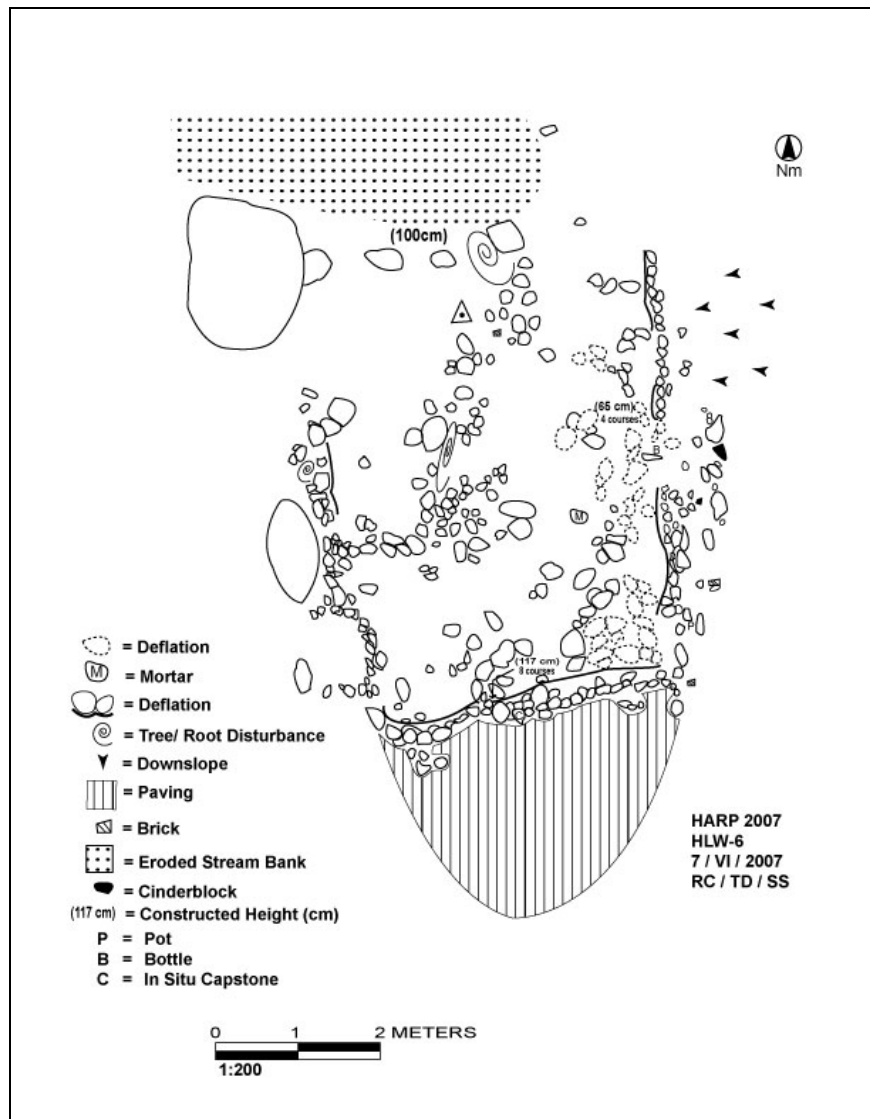 Nm
(100cm)
(65 cm)
4 courses
B
M
P
(117 cm)
8 courses
= Deflation
M = Mortar
= Deflation
= Tree/ Root Disturbance
= Downslope
= Paving
= Brick
= Eroded Stream Bank
= Cinderblock
(117 cm) = Constructed Height (cm)
P = Pot
B = Bottle
C = In Situ Capstone
HARP 2007
HLW-6
7 / VI / 2007
RC / TD / SS
0 1 2 METERS
1:200